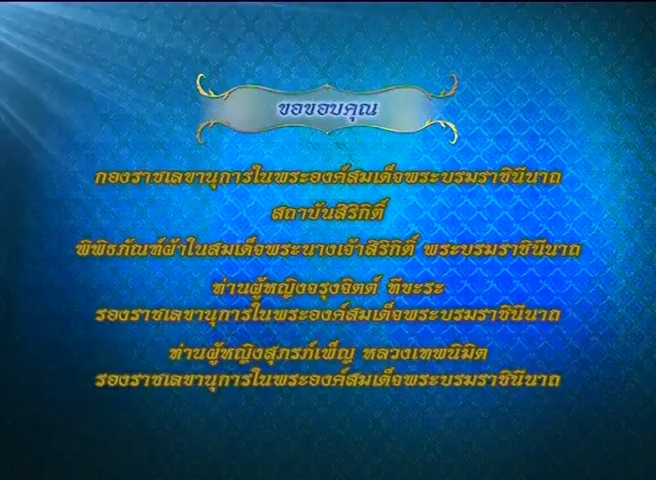 ขอขอบคุณ
กองราชเลขานุการในพระองค์สมเด็จพระบรมราชินีนาถ
สถาบันสิริกิติ์
พิพิธภัณฑ์ผ้าในสมเด็จพระนางเจ้าสิริกิติ์ พระบรมราชินีนาถ
ท่านผู้หญิงจรุงจิตต์ ทีขะระ
รองราชเลขานุการในพระองค์สมเด็จพระบรมราชินีนาถ
ท่านผู้หญิงสุภรภ์เพ็ญ หลวงเทพนิมิต
รองราชเลขานุการในพระองค์สมเด็จพระบรมราชินีนาถ